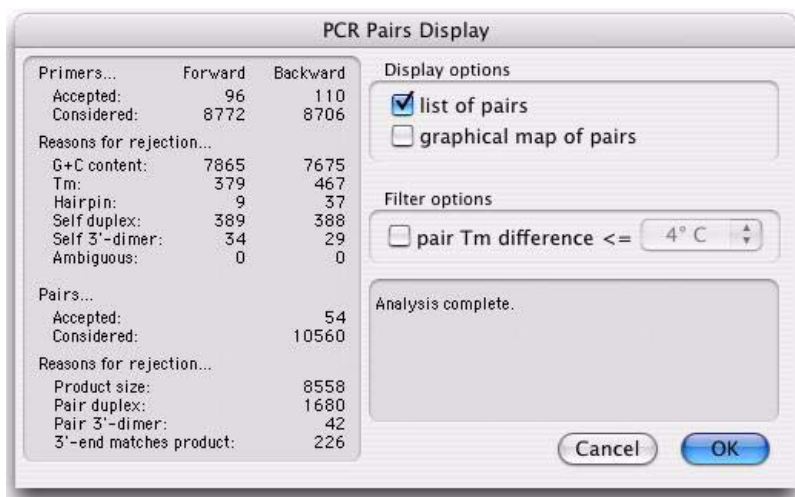 PCR Pairs Display
Primers... Forward Backward
Accepted: 96 110
Considered: 8772 8706
Reasons for rejection...
G+C content: 7865 7675
Tm: 379 467
Hairpin: 9 37
Self duplex: 389 388
Self 3'-dimer: 34 29
Ambiguous: 0 0
Pairs...
Accepted: 54
Considered: 10560
Reasons for rejection...
Product size: 8558
Pair duplex: 1680
Pair 3'-dimer: 42
3'-end matches product: 226
Display options
list of pairs
graphical map of pairs
Filter options
pair Tm difference <= 4° C
Analysis complete.
Cancel OK